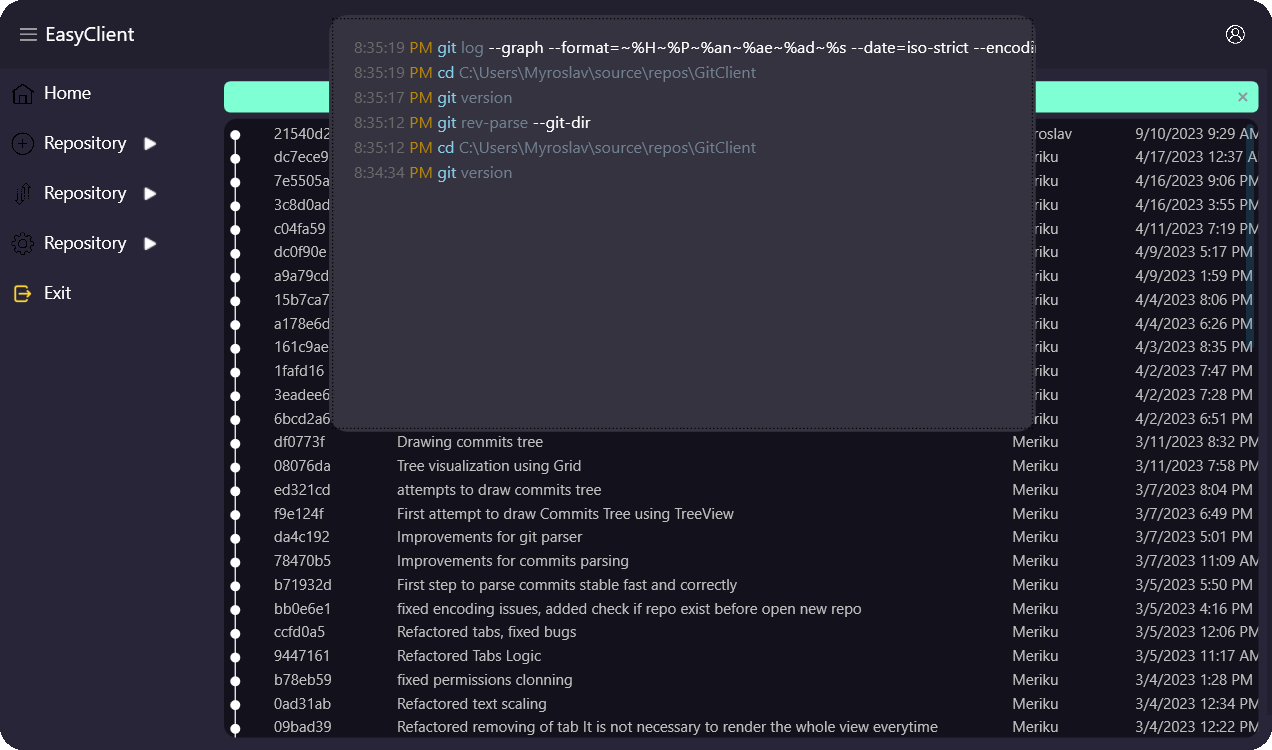 EasyClient
8:35:19 PM git log --graph --format=~%H~%P~%an~%ae~%ad~%s --date=iso-strict
8:35:19 PM cd C:\Users\Myroslav\source\repos\GitClient
8:35:17 PM git version
8:35:12 PM git rev-parse --git-dir
8:35:12 PM cd C:\Users\Myroslav\source\repos\GitClient
8:34:34 PM git version
Home
Repository
Repository
Repository
Exit
21540d2 roslav 9/10/2023 9:29 AM
dc7ece9 riku 4/17/2023 12:37 A
7e5505a riku 4/16/2023 9:06 PM
3c8d0ad riku 4/16/2023 3:55 PM
c04fa59 riku 4/11/2023 7:19 PM
dc0f90e riku 4/9/2023 5:17 PM
a9a79cd riku 4/9/2023 1:59 PM
15b7ca7 riku 4/4/2023 8:06 PM
a178e6d riku 4/4/2023 6:26 PM
161c9ae riku 4/3/2023 8:35 PM
1fafd16 riku 4/2/2023 7:47 PM
3eadee6 riku 4/2/2023 7:28 PM
6bcd2a6 riku 4/2/2023 6:51 PM
df0773f Drawing commits tree Meriku 3/11/2023 8:32 PM
08076da Tree visualization using Grid Meriku 3/11/2023 7:58 PM
ed321cd attempts to draw commits tree Meriku 3/7/2023 8:04 PM
f9e124f First attempt to draw Commits Tree using TreeView Meriku 3/7/2023 6:49 PM
da4c192 Improvements for git parser Meriku 3/7/2023 5:01 PM
78470b5 Improvements for commits parsing Meriku 3/7/2023 11:09 AM
b71932d First step to parse commits stable fast and correctly Meriku 3/5/2023 5:50 PM
bb0e6e1 fixed encoding issues, added check if repo exist before open new repo Meriku 3/5/2023 4:16 PM
ccfd0a5 Refactored tabs, fixed bugs Meriku 3/5/2023 12:06 PM
9447161 Refactored Tabs Logic Meriku 3/5/2023 11:17 AM
b78eb59 fixed permissions clonning Meriku 3/4/2023 1:28 PM
0ad31ab Refactored text scaling Meriku 3/4/2023 12:34 PM
09bad39 Refactored removing of tab It is not necessary to render the whole view everytime Meriku 3/4/2023 12:22 PM